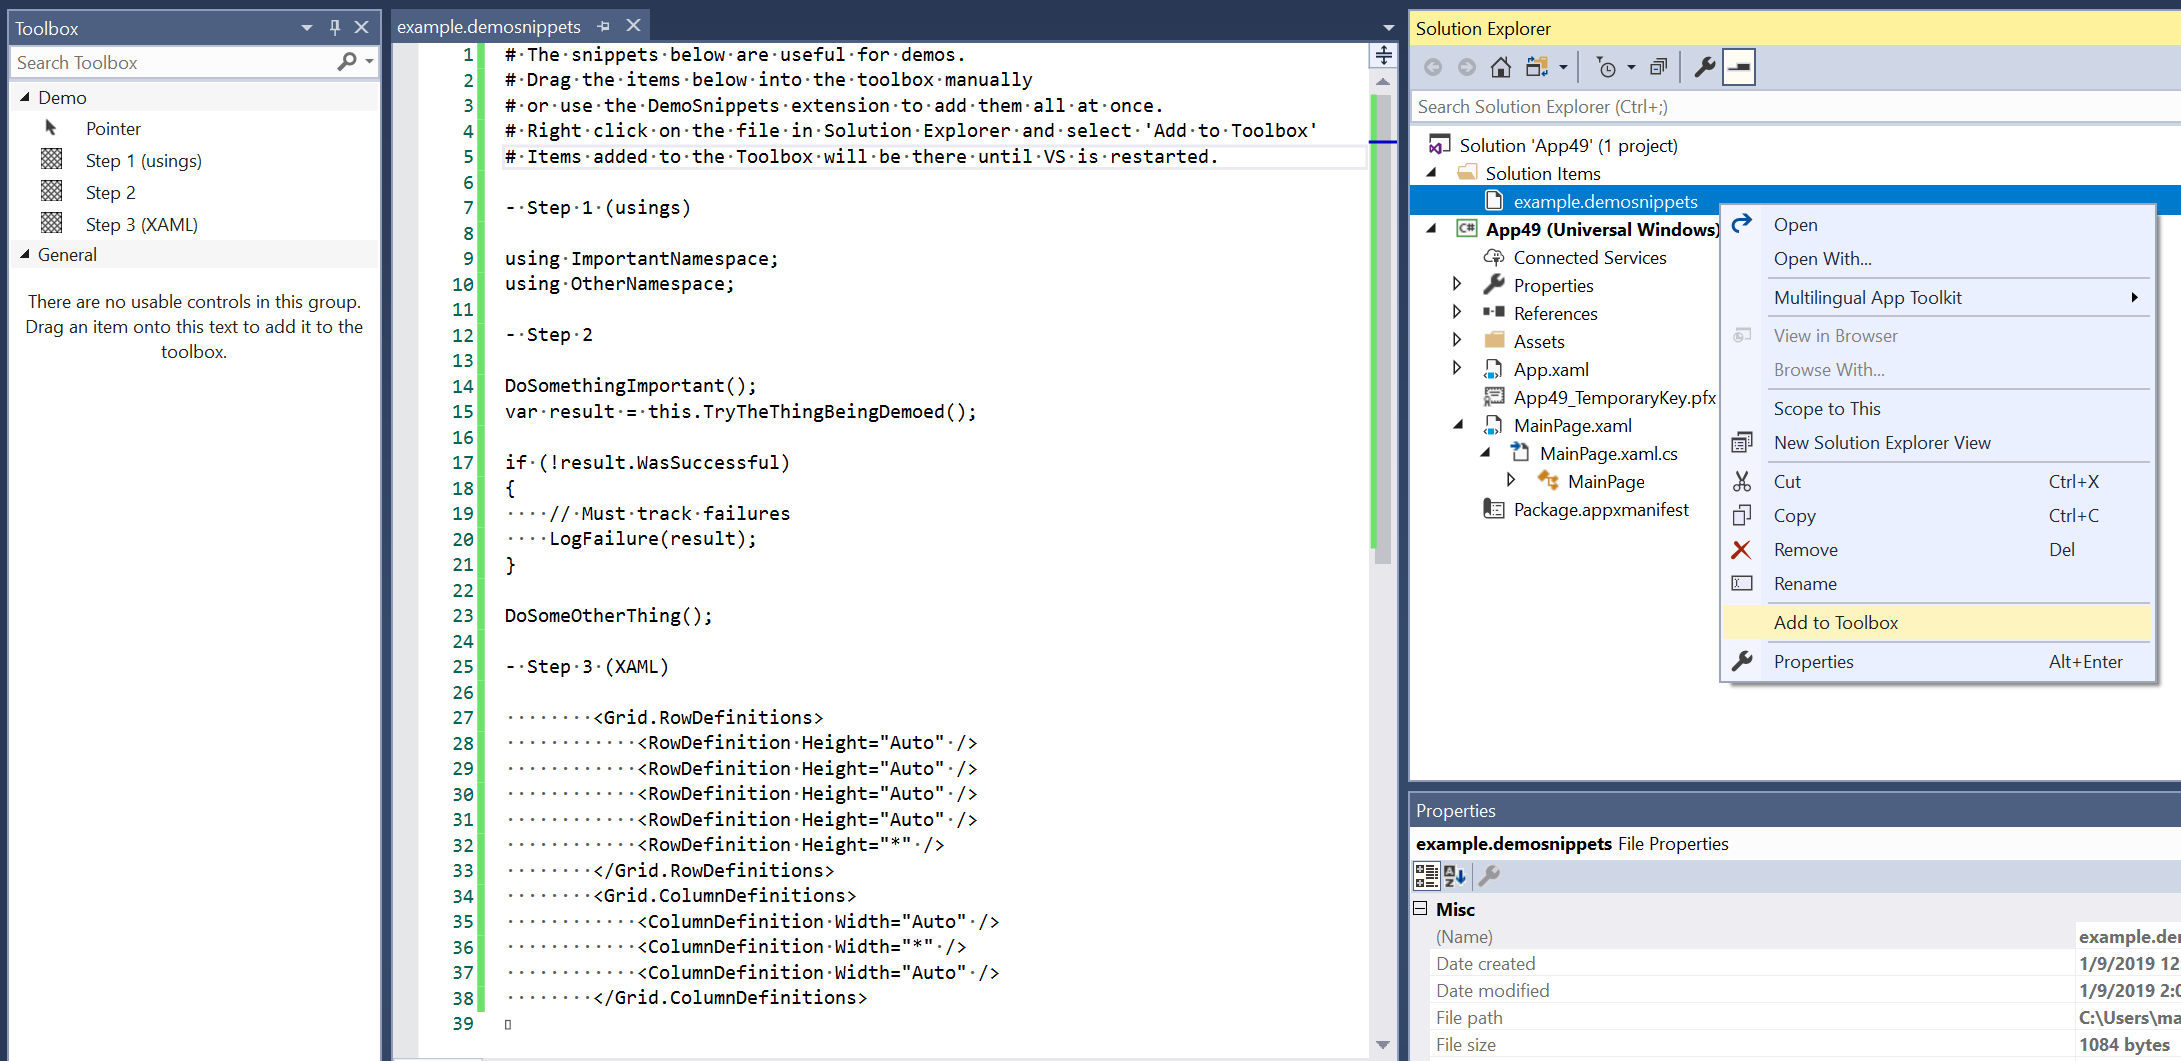 Toolbox
Search Toolbox
Demo
Pointer
Step 1 (usings)
Step 2
Step 3 (XAML)
General
There are no usable controls in this group.
Drag an item onto this text to add it to the
toolbox.
example.demosnippets
1 # The snippets below are useful for demos.
2 # Drag the items below into the toolbox manually
3 # or use the DemoSnippets extension to add them all at once.
4 # Right click on the file in Solution Explorer and select 'Add to Toolbox'
5 # Items added to the Toolbox will be there until VS is restarted.
6
7 - Step 1 (usings)
8
9 using ImportantNamespace;
10 using OtherNamespace;
11
12 - Step 2
13
14 DoSomethingImportant();
15 var result = this.TryTheThingBeingDemoed();
16
17 if (!result.WasSuccessful)
18 {
19     // Must track failures
20     LogFailure(result);
21 }
22
23 DoSomeOtherThing();
24
25 - Step 3 (XAML)
26
27         <Grid.RowDefinitions>
28             <RowDefinition Height="Auto" />
29             <RowDefinition Height="Auto" />
30             <RowDefinition Height="Auto" />
31             <RowDefinition Height="Auto" />
32             <RowDefinition Height="*" />
33         </Grid.RowDefinitions>
34         <Grid.ColumnDefinitions>
35             <ColumnDefinition Width="Auto" />
36             <ColumnDefinition Width="*" />
37             <ColumnDefinition Width="Auto" />
38         </Grid.ColumnDefinitions>
39
Solution Explorer
Search Solution Explorer (Ctrl+;)
Solution 'App49' (1 project)
Solution Items
example.demosnippets
C# App49 (Universal Windows)
Connected Services
Properties
References
Assets
App.xaml
App49_TemporaryKey.pfx
MainPage.xaml
MainPage.xaml.cs
MainPage
Package.appxmanifest
Open
Open With...
Multilingual App Toolkit
View in Browser
Browse With...
Scope to This
New Solution Explorer View
Cut Ctrl+X
Copy Ctrl+C
Remove Del
Rename
Add to Toolbox
Properties Alt+Enter
Properties
example.demosnippets File Properties
Misc
(Name) example.de
Date created 1/9/2019 12
Date modified 1/9/2019 2:0
File path C:\Users\ma
File size 1084 bytes